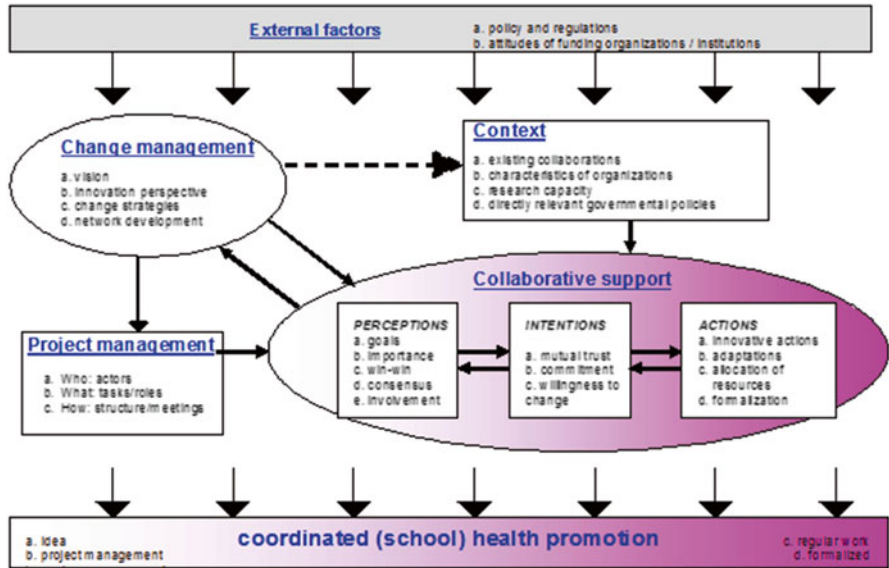 External factors
a. policy and regulations
b. attitudes of funding organizations / institutions
Change management
a. vision
b. innovation perspective
c. change strategies
d. network development
Context
a. existing collaborations
b. characteristics of organizations
c. research capacity
d. directly relevant governmental policies
Collaborative support
Project management
a. Who: actors
b. What: tasks/roles
c. How: structure/meetings
PERCEPTIONS
a. goals
b. importance
c. win-win
d. consensus
e. involvement
INTENTIONS
a. mutual trust
b. commitment
c. willingness to
change
ACTIONS
a. innovative actions
b. adaptations
c. allocation of
resources
d. formalization
coordinated (school) health promotion
a. idea
b. project management
c. regular work
d. formalized